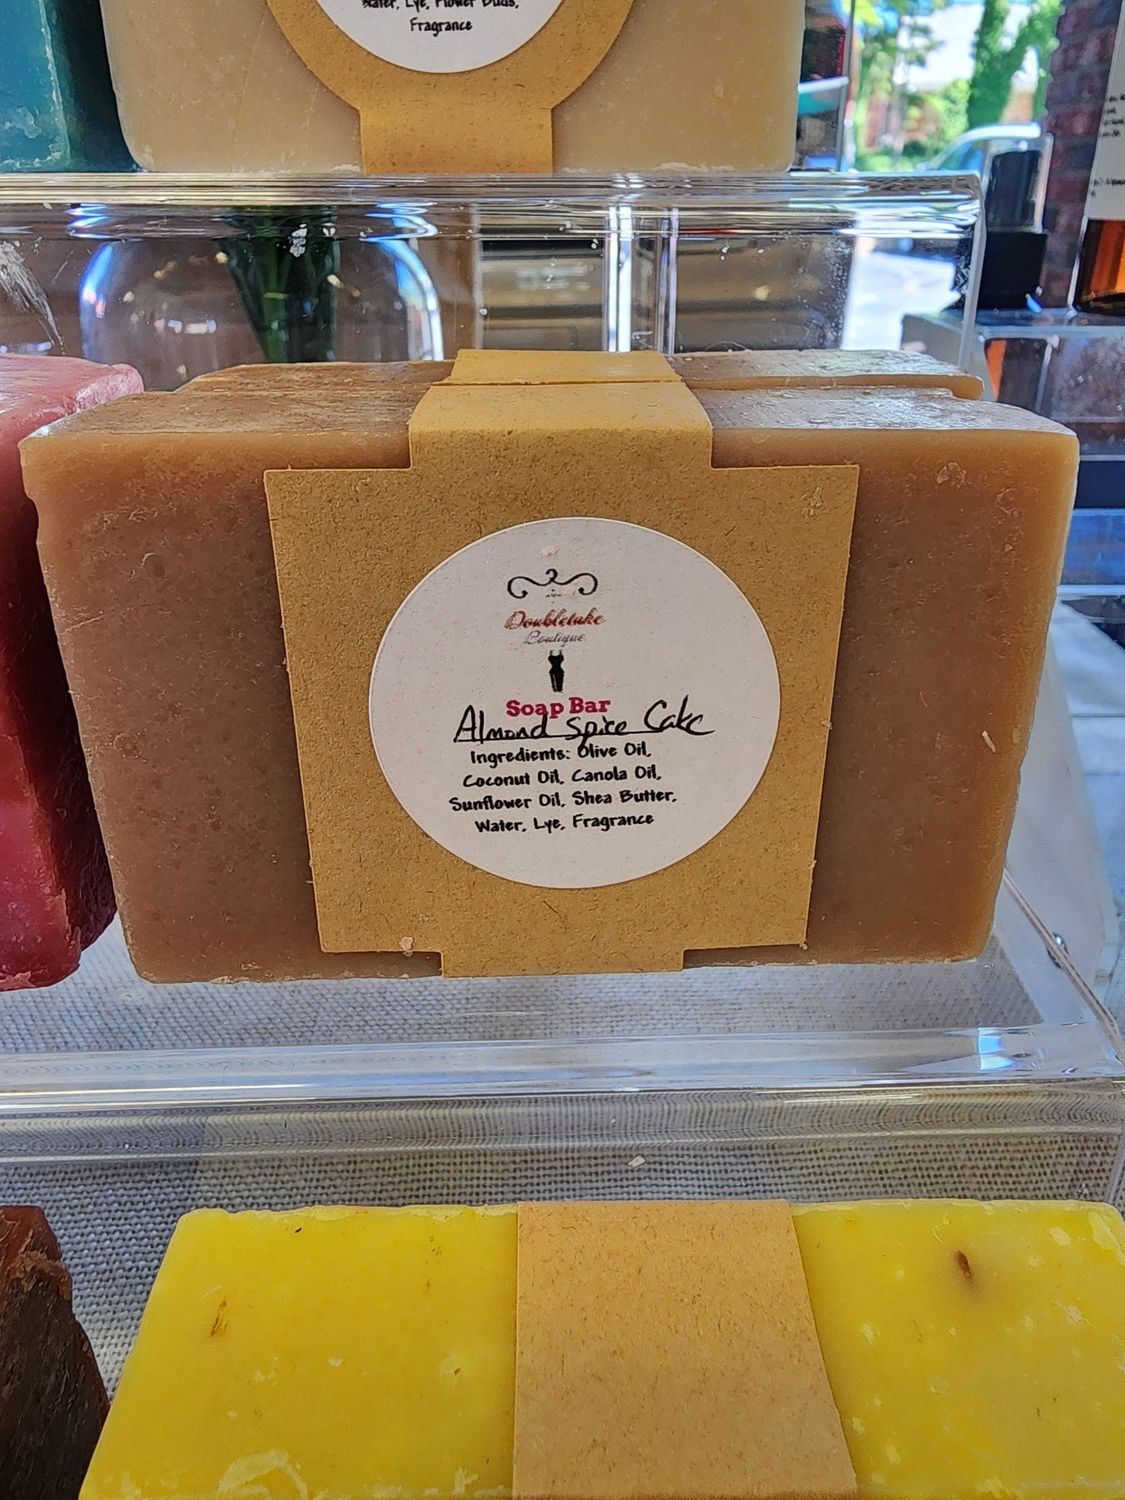 Water, Lye, Flower Buds,
Fragrance
Doubletake
Boutique
Soap Bar
Almond Spice Cake
Ingredients: Olive Oil,
Coconut Oil, Canola Oil,
Sunflower Oil, Shea Butter,
Water, Lye, Fragrance